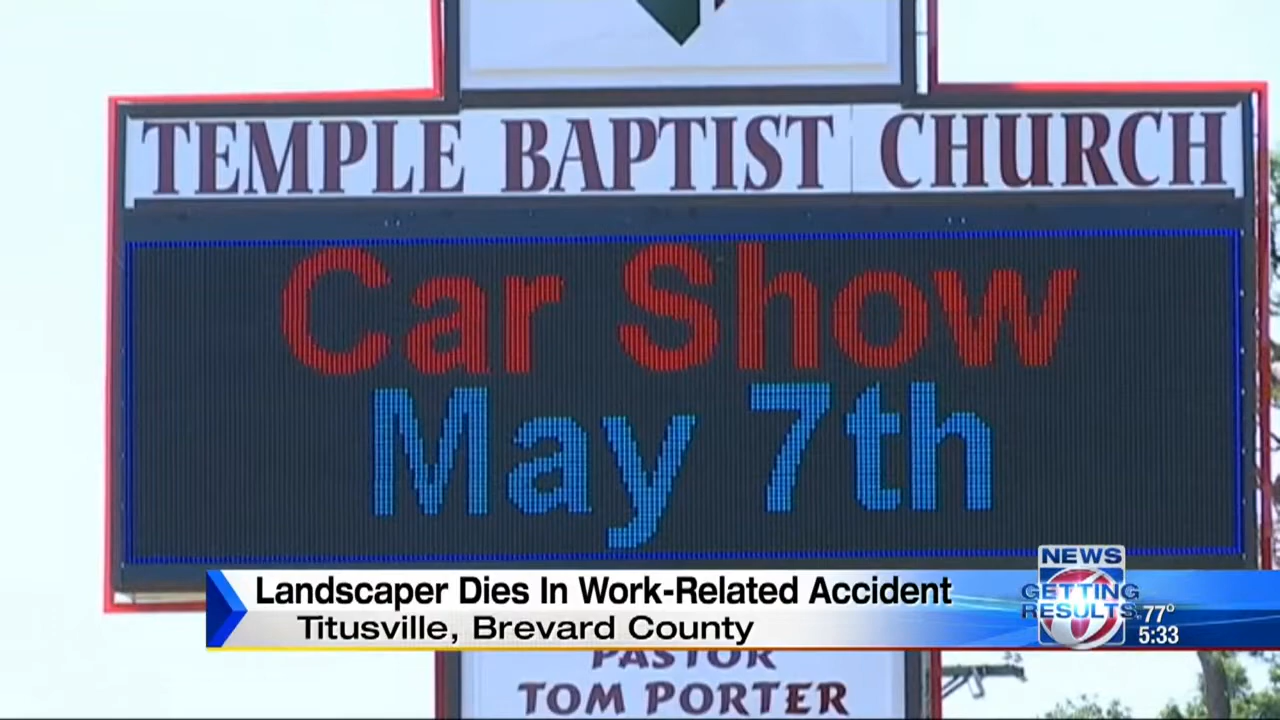 TEMPLE BAPTIST CHURCH
Car Show
May 7th
Landscaper Dies In Work-Related Accident
Titusville, Brevard County
NEWS
GETTING
RESULTS
77°
5:33
PASTOR
TOM PORTER